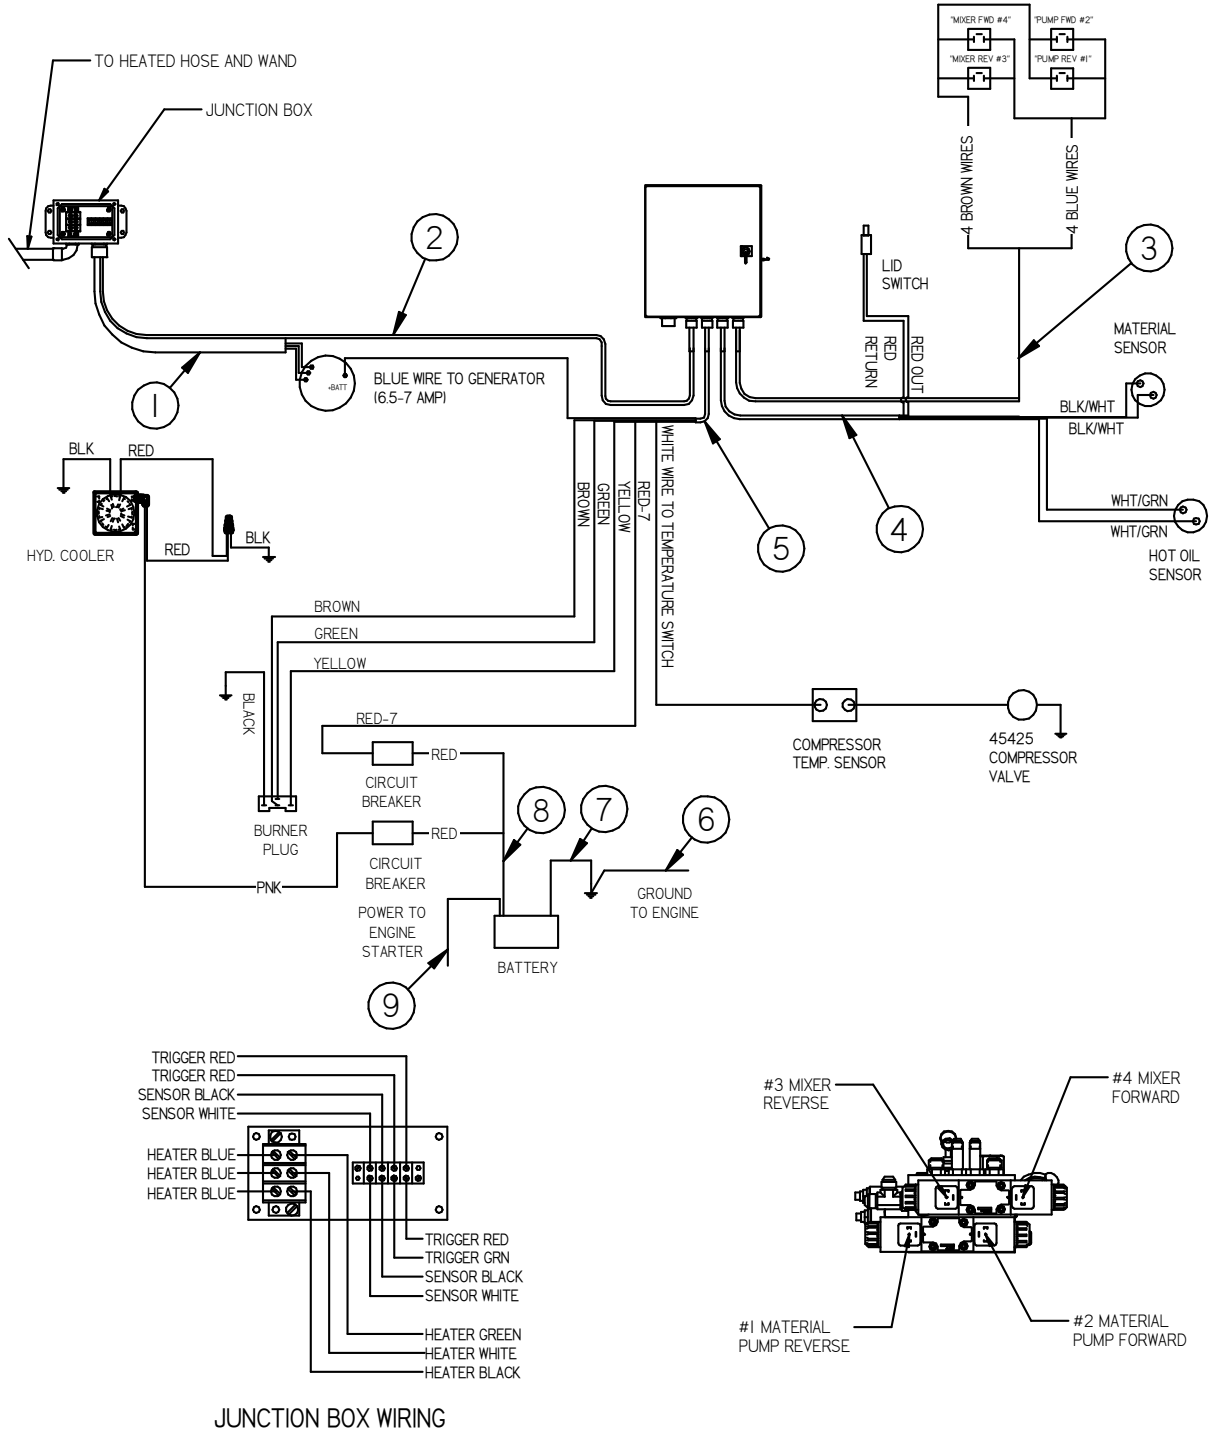 "MIXER FWD #4"
"PUMP FWD #2"
"MIXER REV #3"
"PUMP REV #1"
TO HEATED HOSE AND WAND
JUNCTION BOX
4 BROWN WIRES
4 BLUE WIRES
2
3
LID
SWITCH
MATERIAL
SENSOR
RED
RETURN
RED OUT
+BATT
BLUE WIRE TO GENERATOR
(6.5-7 AMP)
1
BLK/WHT
BLK/WHT
BLK
RED
WHITE WIRE TO TEMPERATURE SWITCH
RED-7
YELLOW
GREEN
BROWN
5
4
WHT/GRN
WHT/GRN
HOT OIL
SENSOR
HYD. COOLER
RED
BLK
BROWN
GREEN
YELLOW
BLACK
RED-7
RED
CIRCUIT
BREAKER
COMPRESSOR
TEMP. SENSOR
45425
COMPRESSOR
VALVE
BURNER
PLUG
RED
CIRCUIT
BREAKER
8
7
6
PNK
POWER TO
ENGINE
STARTER
GROUND
TO ENGINE
BATTERY
9
TRIGGER RED
TRIGGER RED
SENSOR BLACK
SENSOR WHITE
HEATER BLUE
HEATER BLUE
HEATER BLUE
TRIGGER RED
TRIGGER GRN
SENSOR BLACK
SENSOR WHITE
HEATER GREEN
HEATER WHITE
HEATER BLACK
JUNCTION BOX WIRING
#3 MIXER
REVERSE
#4 MIXER
FORWARD
#1 MATERIAL
PUMP REVERSE
#2 MATERIAL
PUMP FORWARD